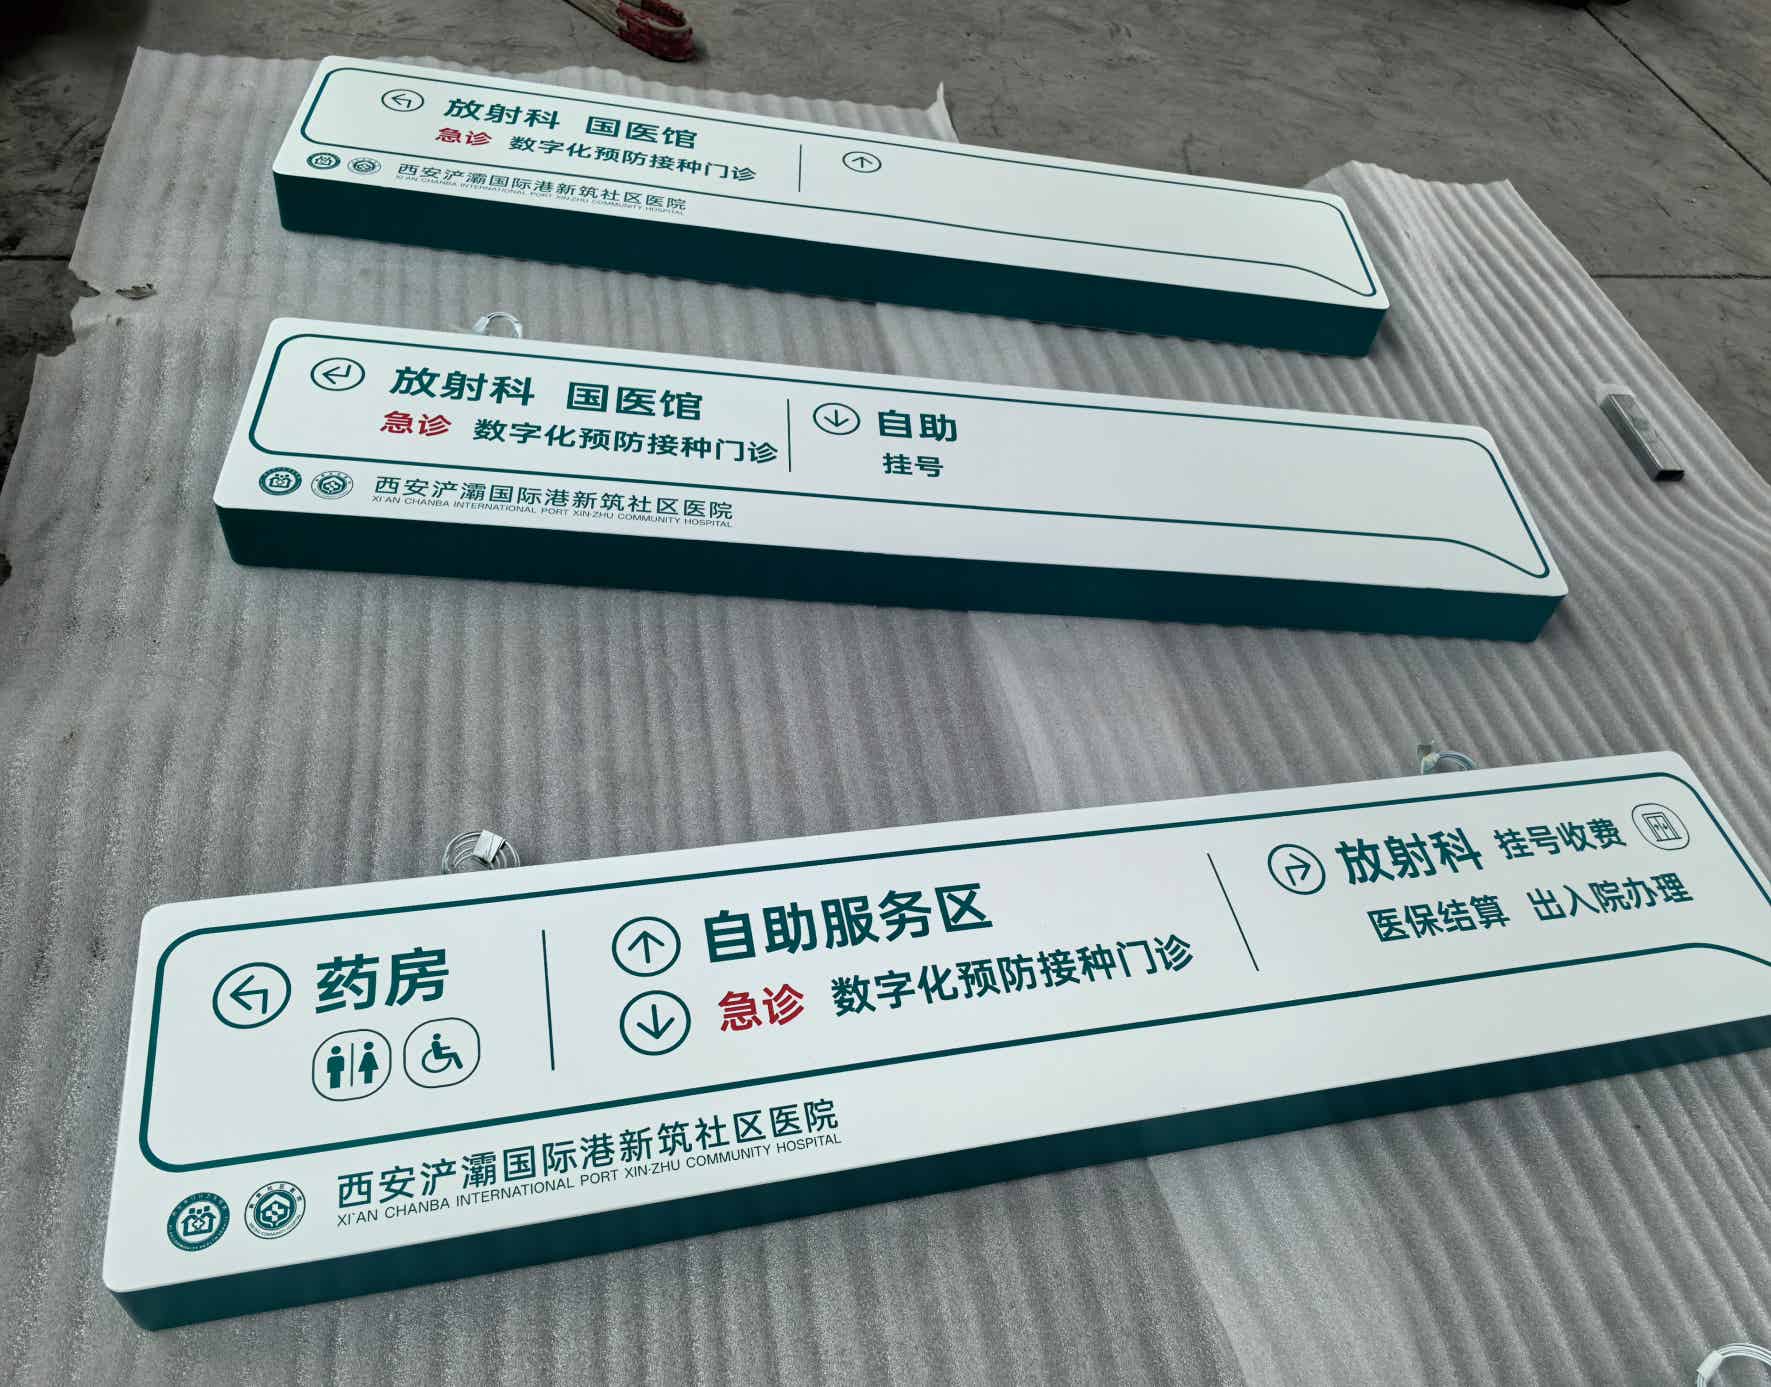 放射科 国医馆
急诊 数字化预防接种门诊
西安浐灞国际港新筑社区医院
XI'AN CHANBA INTERNATIONAL PORT XIN-ZHU COMMUNITY HOSPITAL
放射科 国医馆
急诊 数字化预防接种门诊
自助
挂号
西安浐灞国际港新筑社区医院
XI'AN CHANBA INTERNATIONAL PORT XIN-ZHU COMMUNITY HOSPITAL
药房
自助服务区
急诊 数字化预防接种门诊
放射科 挂号收费
医保结算 出入院办理
西安浐灞国际港新筑社区医院
XI'AN CHANBA INTERNATIONAL PORT XIN-ZHU COMMUNITY HOSPITAL